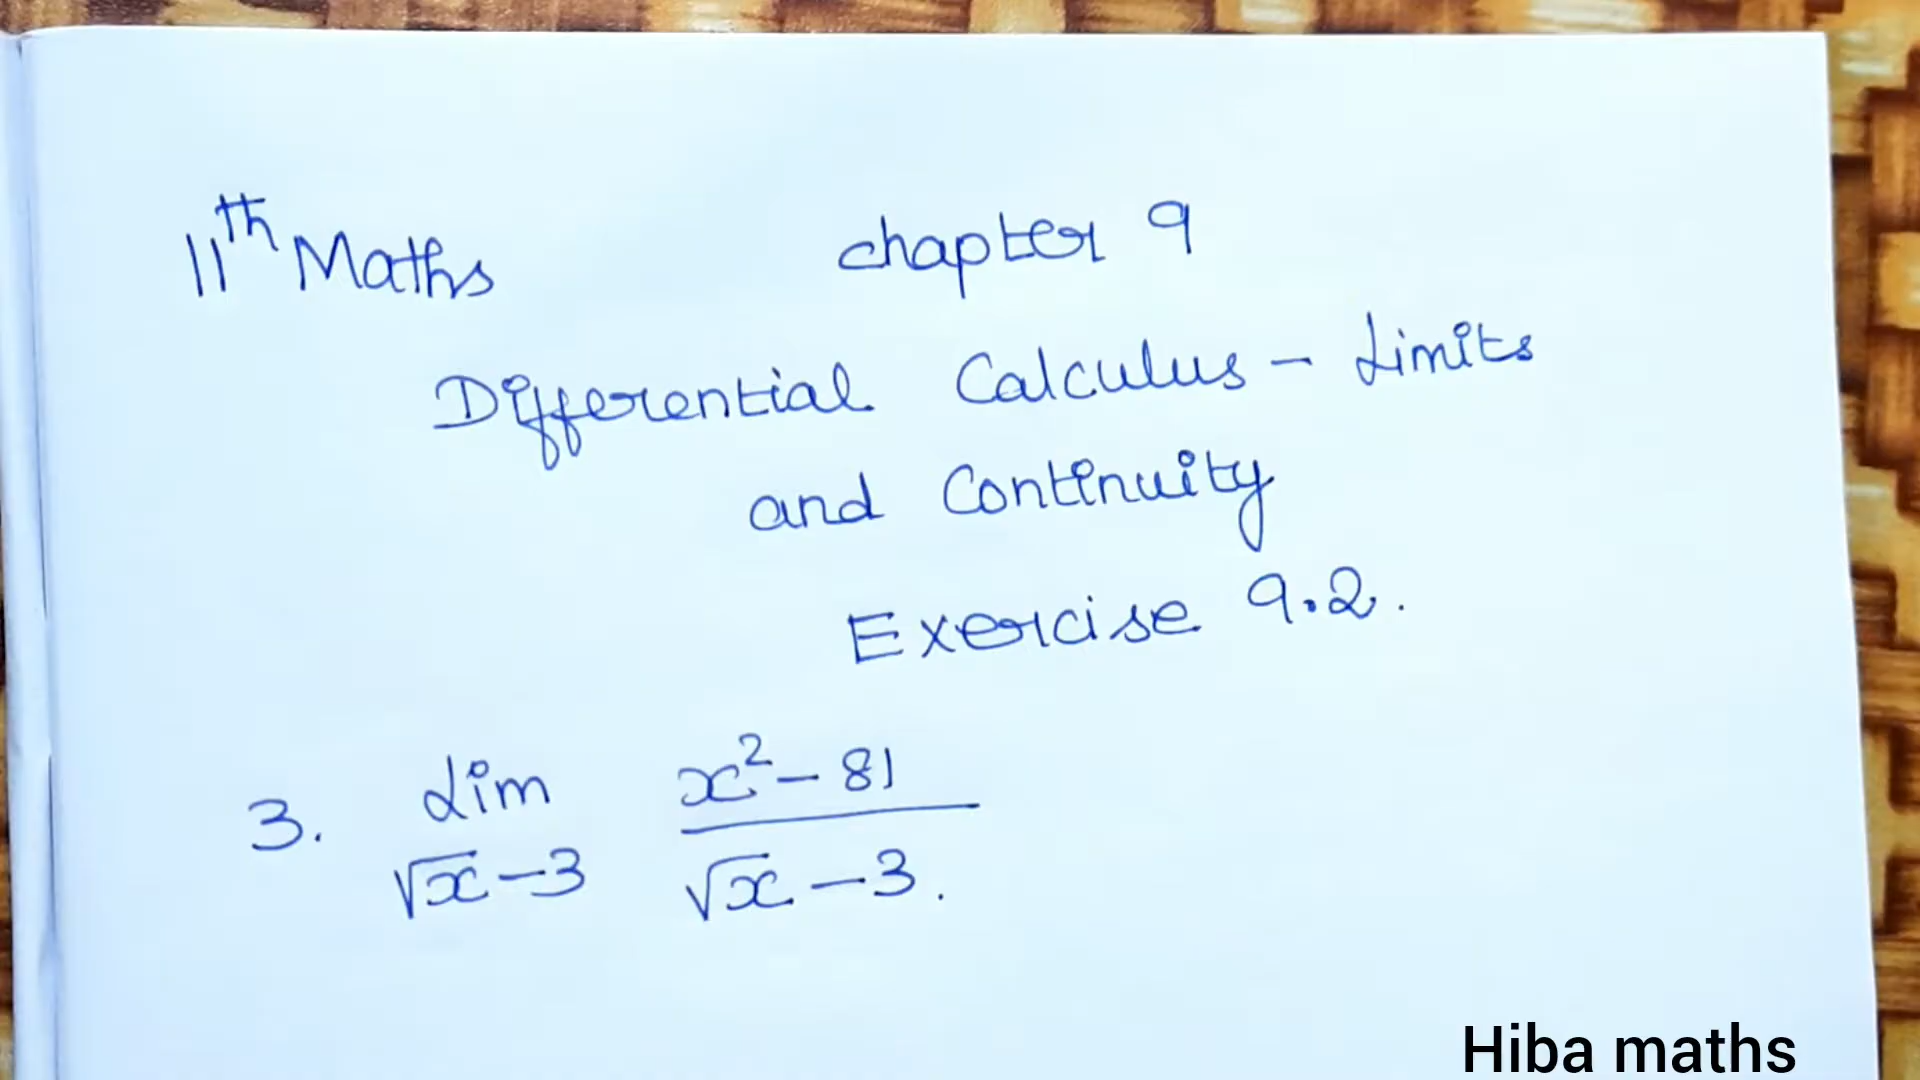 11th Maths chapter 9
Differential Calculus - Limits
and Continuity
Exercise 9.2.
3. lim x² - 81
√x - 3 √x - 3.
Hiba maths